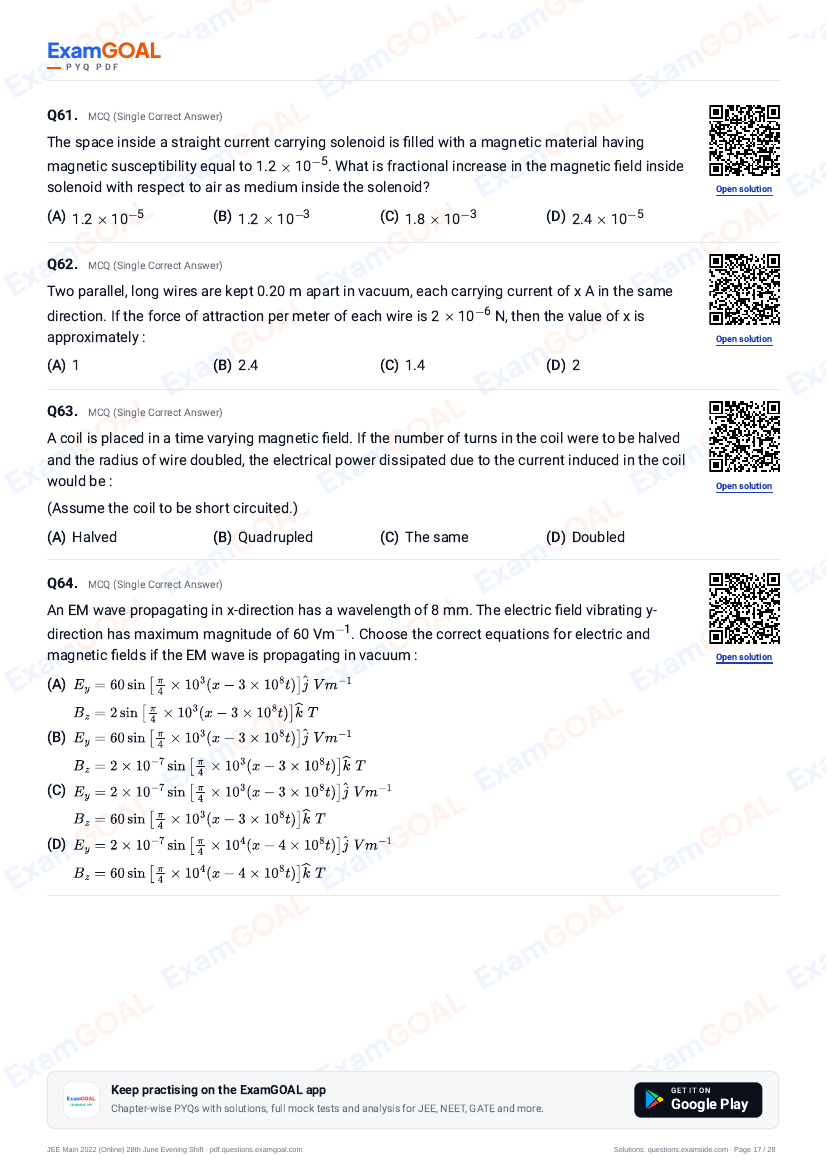 ExamGOAL
PYQ PDF
Q61. MCQ (Single Correct Answer)
The space inside a straight current carrying solenoid is filled with a magnetic material having
magnetic susceptibility equal to 1.2 × 10⁻⁵. What is fractional increase in the magnetic field inside
solenoid with respect to air as medium inside the solenoid?
(A) 1.2 × 10⁻⁵ (B) 1.2 × 10⁻³ (C) 1.8 × 10⁻³ (D) 2.4 × 10⁻⁵
Open solution
Q62. MCQ (Single Correct Answer)
Two parallel, long wires are kept 0.20 m apart in vacuum, each carrying current of x A in the same
direction. If the force of attraction per meter of each wire is 2 × 10⁻⁶ N, then the value of x is
approximately :
(A) 1 (B) 2.4 (C) 1.4 (D) 2
Open solution
Q63. MCQ (Single Correct Answer)
A coil is placed in a time varying magnetic field. If the number of turns in the coil were to be halved
and the radius of wire doubled, the electrical power dissipated due to the current induced in the coil
would be :
(Assume the coil to be short circuited.)
(A) Halved (B) Quadrupled (C) The same (D) Doubled
Open solution
Q64. MCQ (Single Correct Answer)
An EM wave propagating in x-direction has a wavelength of 8 mm. The electric field vibrating y-
direction has maximum magnitude of 60 Vm⁻¹. Choose the correct equations for electric and
magnetic fields if the EM wave is propagating in vacuum :
Open solution
(A) E_y = 60 sin [π/4 × 10³(x − 3 × 10⁸t)] ĵ Vm⁻¹
B_z = 2 sin [π/4 × 10³(x − 3 × 10⁸t)] k̂ T
(B) E_y = 60 sin [π/4 × 10³(x − 3 × 10⁸t)] ĵ Vm⁻¹
B_z = 2 × 10⁻⁷ sin [π/4 × 10³(x − 3 × 10⁸t)] k̂ T
(C) E_y = 2 × 10⁻⁷ sin [π/4 × 10³(x − 3 × 10⁸t)] ĵ Vm⁻¹
B_z = 60 sin [π/4 × 10³(x − 3 × 10⁸t)] k̂ T
(D) E_y = 2 × 10⁻⁷ sin [π/4 × 10⁴(x − 4 × 10⁸t)] ĵ Vm⁻¹
B_z = 60 sin [π/4 × 10⁴(x − 4 × 10⁸t)] k̂ T
ExamGOAL
Keep practising on the ExamGOAL app
Chapter-wise PYQs with solutions, full mock tests and analysis for JEE, NEET, GATE and more.
GET IT ON
Google Play
JEE Main 2022 (Online) 28th June Evening Shift · pdf.questions.examgoal.com
Solutions: questions.examside.com · Page 17 / 28